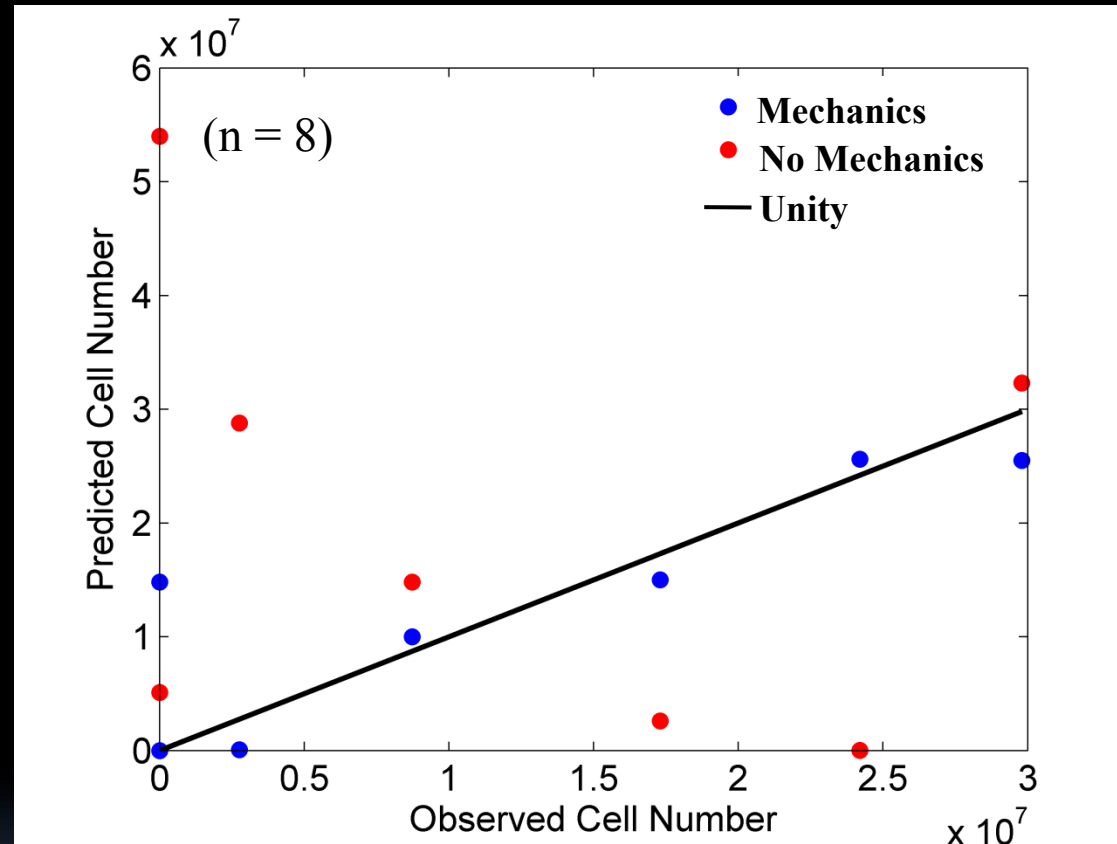 x 10^7
6
5
4
3
2
1
0
Predicted Cell Number
(n = 8)
Mechanics
No Mechanics
Unity
0 0.5 1 1.5 2 2.5 3
Observed Cell Number
x 10^7